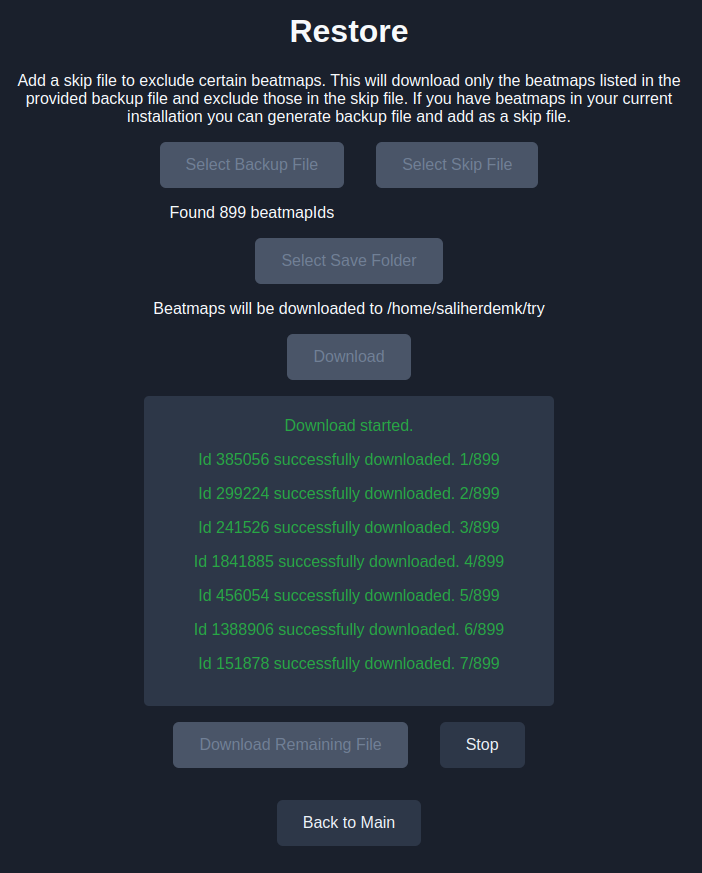 Restore
Add a skip file to exclude certain beatmaps. This will download only the beatmaps listed in the
provided backup file and exclude those in the skip file. If you have beatmaps in your current
installation you can generate backup file and add as a skip file.
Select Backup File
Select Skip File
Found 899 beatmapIds
Select Save Folder
Beatmaps will be downloaded to /home/saliherdemk/try
Download
Download started.
Id 385056 successfully downloaded. 1/899
Id 299224 successfully downloaded. 2/899
Id 241526 successfully downloaded. 3/899
Id 1841885 successfully downloaded. 4/899
Id 456054 successfully downloaded. 5/899
Id 1388906 successfully downloaded. 6/899
Id 151878 successfully downloaded. 7/899
Download Remaining File
Stop
Back to Main